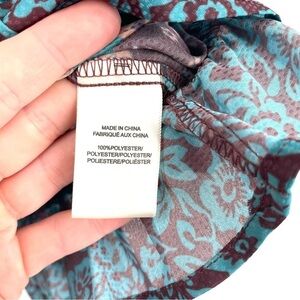 MADE IN CHINA
FABRIQUÉ AUX CHINA
100%POLYESTER/
POLYESTER/POLYESTER/
POLIESTERE/POLIÉSTER